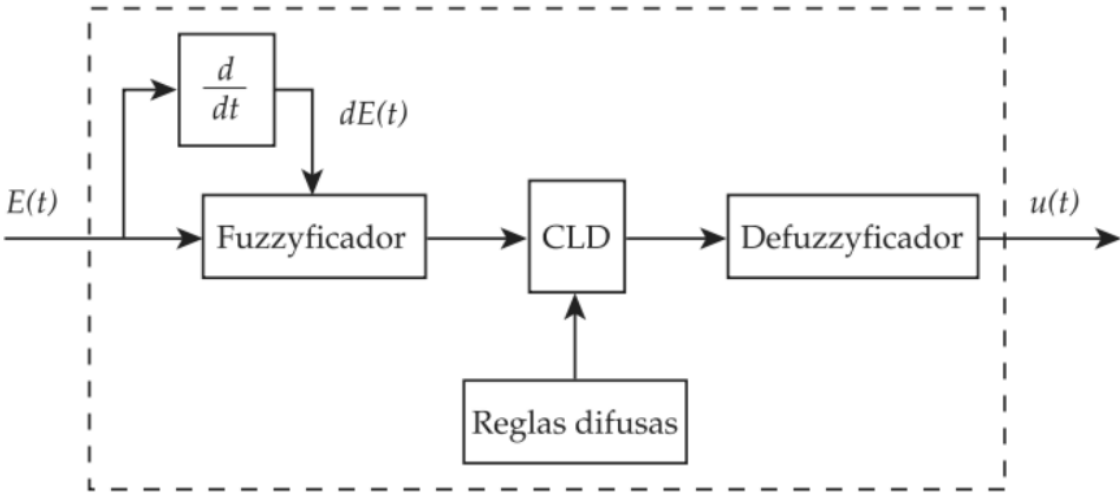 d
dt
dE(t)
E(t)
Fuzzyficador
CLD
Defuzzyficador
u(t)
Reglas difusas